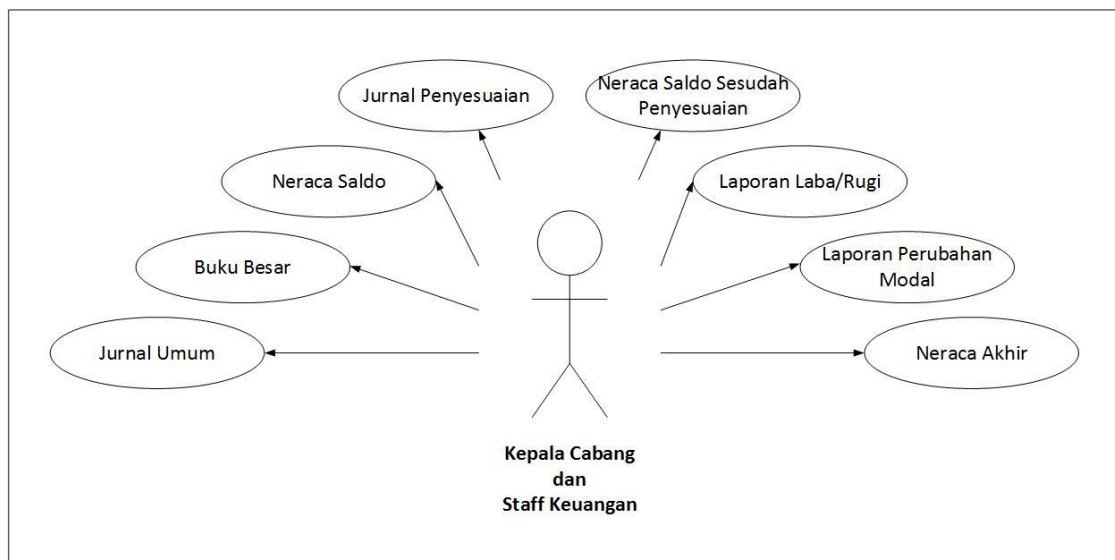 Jurnal Penyesuaian
Neraca Saldo Sesudah
Penyesuaian
Neraca Saldo
Laporan Laba/Rugi
Buku Besar
Laporan Perubahan
Modal
Jurnal Umum
Neraca Akhir
Kepala Cabang
dan
Staff Keuangan